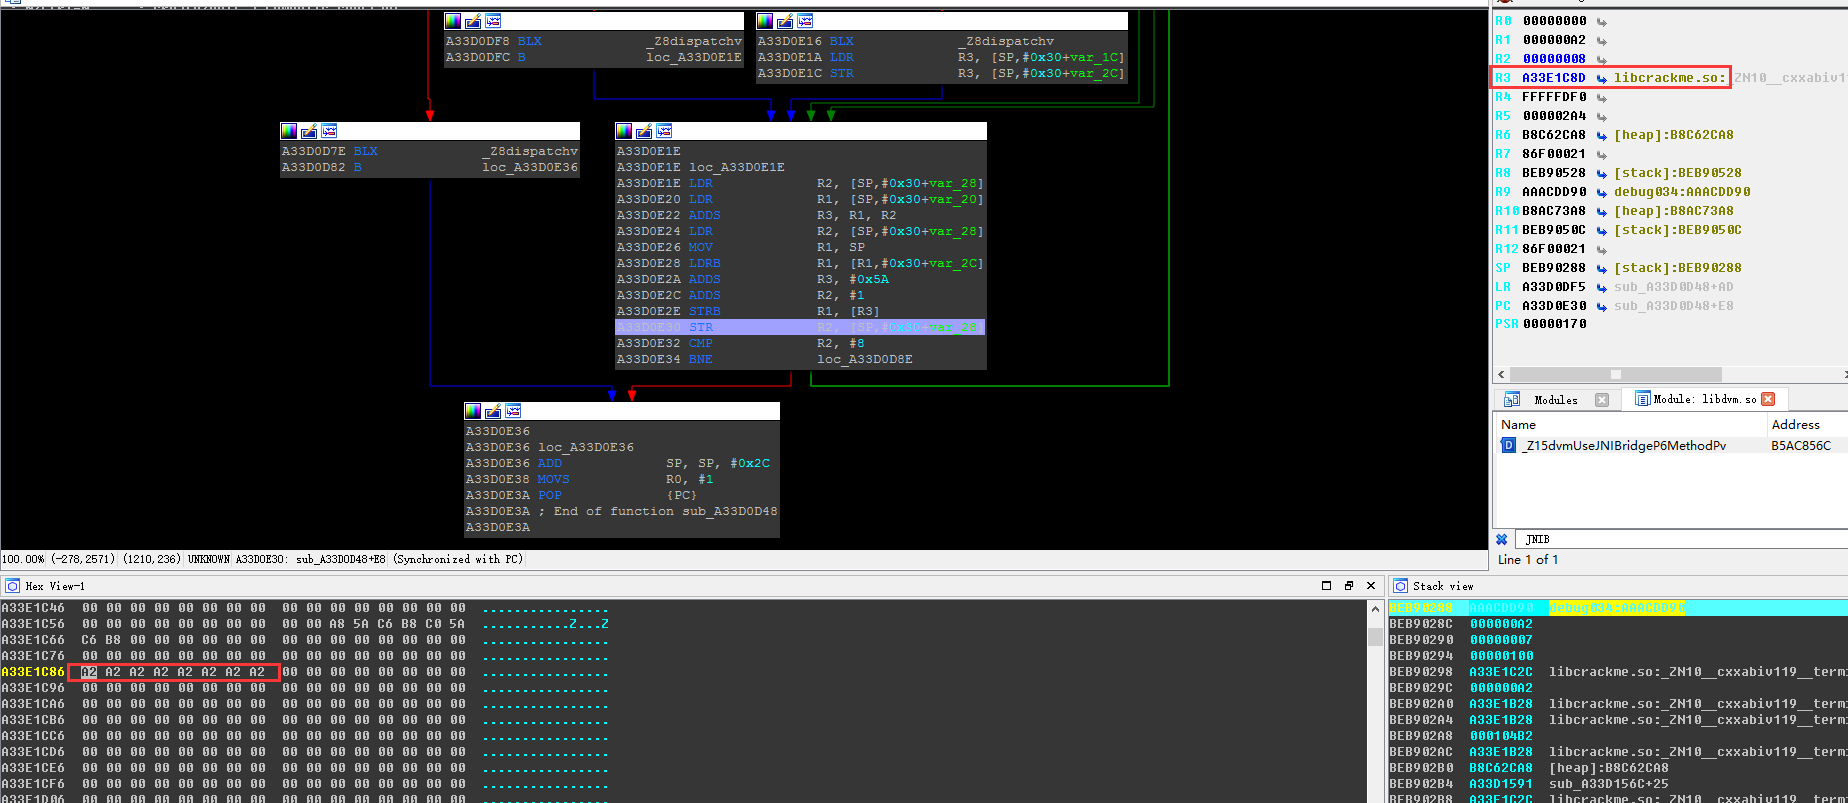 A33D0DF8 BLX _Z8dispatchv
A33D0DFC B loc_A33D0E1E
A33D0E16 BLX _Z8dispatchv
A33D0E1A LDR R3, [SP,#0x30+var_1C]
A33D0E1C STR R3, [SP,#0x30+var_2C]
A33D0D7E BLX _Z8dispatchv
A33D0D82 B loc_A33D0E36
A33D0E1E
A33D0E1E loc_A33D0E1E
A33D0E1E LDR R2, [SP,#0x30+var_28]
A33D0E20 LDR R1, [SP,#0x30+var_20]
A33D0E22 ADDS R3, R1, R2
A33D0E24 LDR R2, [SP,#0x30+var_28]
A33D0E26 MOV R1, SP
A33D0E28 LDRB R1, [R1,#0x30+var_2C]
A33D0E2A ADDS R3, #0x5A
A33D0E2C ADDS R2, #1
A33D0E2E STRB R1, [R3]
A33D0E30 STR R2, [SP,#0x30+var_28]
A33D0E32 CMP R2, #8
A33D0E34 BNE loc_A33D0D8E
A33D0E36
A33D0E36 loc_A33D0E36
A33D0E36 ADD SP, SP, #0x2C
A33D0E38 MOVS R0, #1
A33D0E3A POP {PC}
A33D0E3A ; End of function sub_A33D0D48
A33D0E3A
100.00% (-278,2571) (1210,236) UNKNOWN A33D0E30: sub_A33D0D48+E8 (Synchronized with PC)
R0 00000000
R1 000000A2
R2 00000008
R3 A33E1C8D libcrackme.so:_ZN10__cxxabiv119
R4 FFFFFDF0
R5 000002A4
R6 B8C62CA8 [heap]:B8C62CA8
R7 86F00021
R8 BEB90528 [stack]:BEB90528
R9 AAACDD90 debug034:AAACDD90
R10 B8AC73A8 [heap]:B8AC73A8
R11 BEB9050C [stack]:BEB9050C
R12 86F00021
SP BEB90288 [stack]:BEB90288
LR A33D0DF5 sub_A33D0D48+AD
PC A33D0E30 sub_A33D0D48+E8
PSR 00000170
Modules Module: libdvm.so
Name Address
_Z15dvmUseJNIBridgeP6MethodPv B5AC856C
JNIB
Line 1 of 1
Hex View-1
A33E1C46 00 00 00 00 00 00 00 00 00 00 00 00 00 00 00 00 ................
A33E1C56 00 00 00 00 00 00 00 00 00 00 A8 5A C6 B8 C0 5A ...........Z...Z
A33E1C66 C6 B8 00 00 00 00 00 00 00 00 00 00 00 00 00 00 ................
A33E1C76 00 00 00 00 00 00 00 00 00 00 00 00 00 00 00 00 ................
A33E1C86 A2 A2 A2 A2 A2 A2 A2 A2 00 00 00 00 00 00 00 00 ................
A33E1C96 00 00 00 00 00 00 00 00 00 00 00 00 00 00 00 00 ................
A33E1CA6 00 00 00 00 00 00 00 00 00 00 00 00 00 00 00 00 ................
A33E1CB6 00 00 00 00 00 00 00 00 00 00 00 00 00 00 00 00 ................
A33E1CC6 00 00 00 00 00 00 00 00 00 00 00 00 00 00 00 00 ................
A33E1CD6 00 00 00 00 00 00 00 00 00 00 00 00 00 00 00 00 ................
A33E1CE6 00 00 00 00 00 00 00 00 00 00 00 00 00 00 00 00 ................
A33E1CF6 00 00 00 00 00 00 00 00 00 00 00 00 00 00 00 00 ................
A33E1D06 00 00 00 00 00 00 00 00 00 00 00 00 00 00 00 00 ................
Stack view
BEB90288 AAACDD90 debug034:AAACDD90
BEB9028C 000000A2
BEB90290 00000007
BEB90294 00000100
BEB90298 A33E1C2C libcrackme.so:_ZN10__cxxabiv119__termi
BEB9029C 000000A2
BEB902A0 A33E1B28 libcrackme.so:_ZN10__cxxabiv119__termi
BEB902A4 A33E1B28 libcrackme.so:_ZN10__cxxabiv119__termi
BEB902A8 000104B2
BEB902AC A33E1B28 libcrackme.so:_ZN10__cxxabiv119__termi
BEB902B0 B8C62CA8 [heap]:B8C62CA8
BEB902B4 A33D1591 sub_A33D156C+25
BEB902B8 A33E1C2C libcrackme.so:_ZN10__cxxabiv119__termi